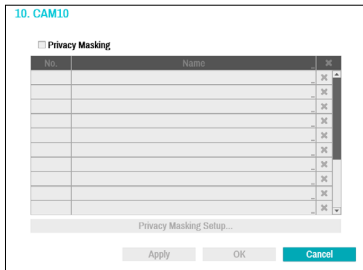 10. CAM10
Privacy Masking
No. Name
Privacy Masking Setup...
Apply OK Cancel